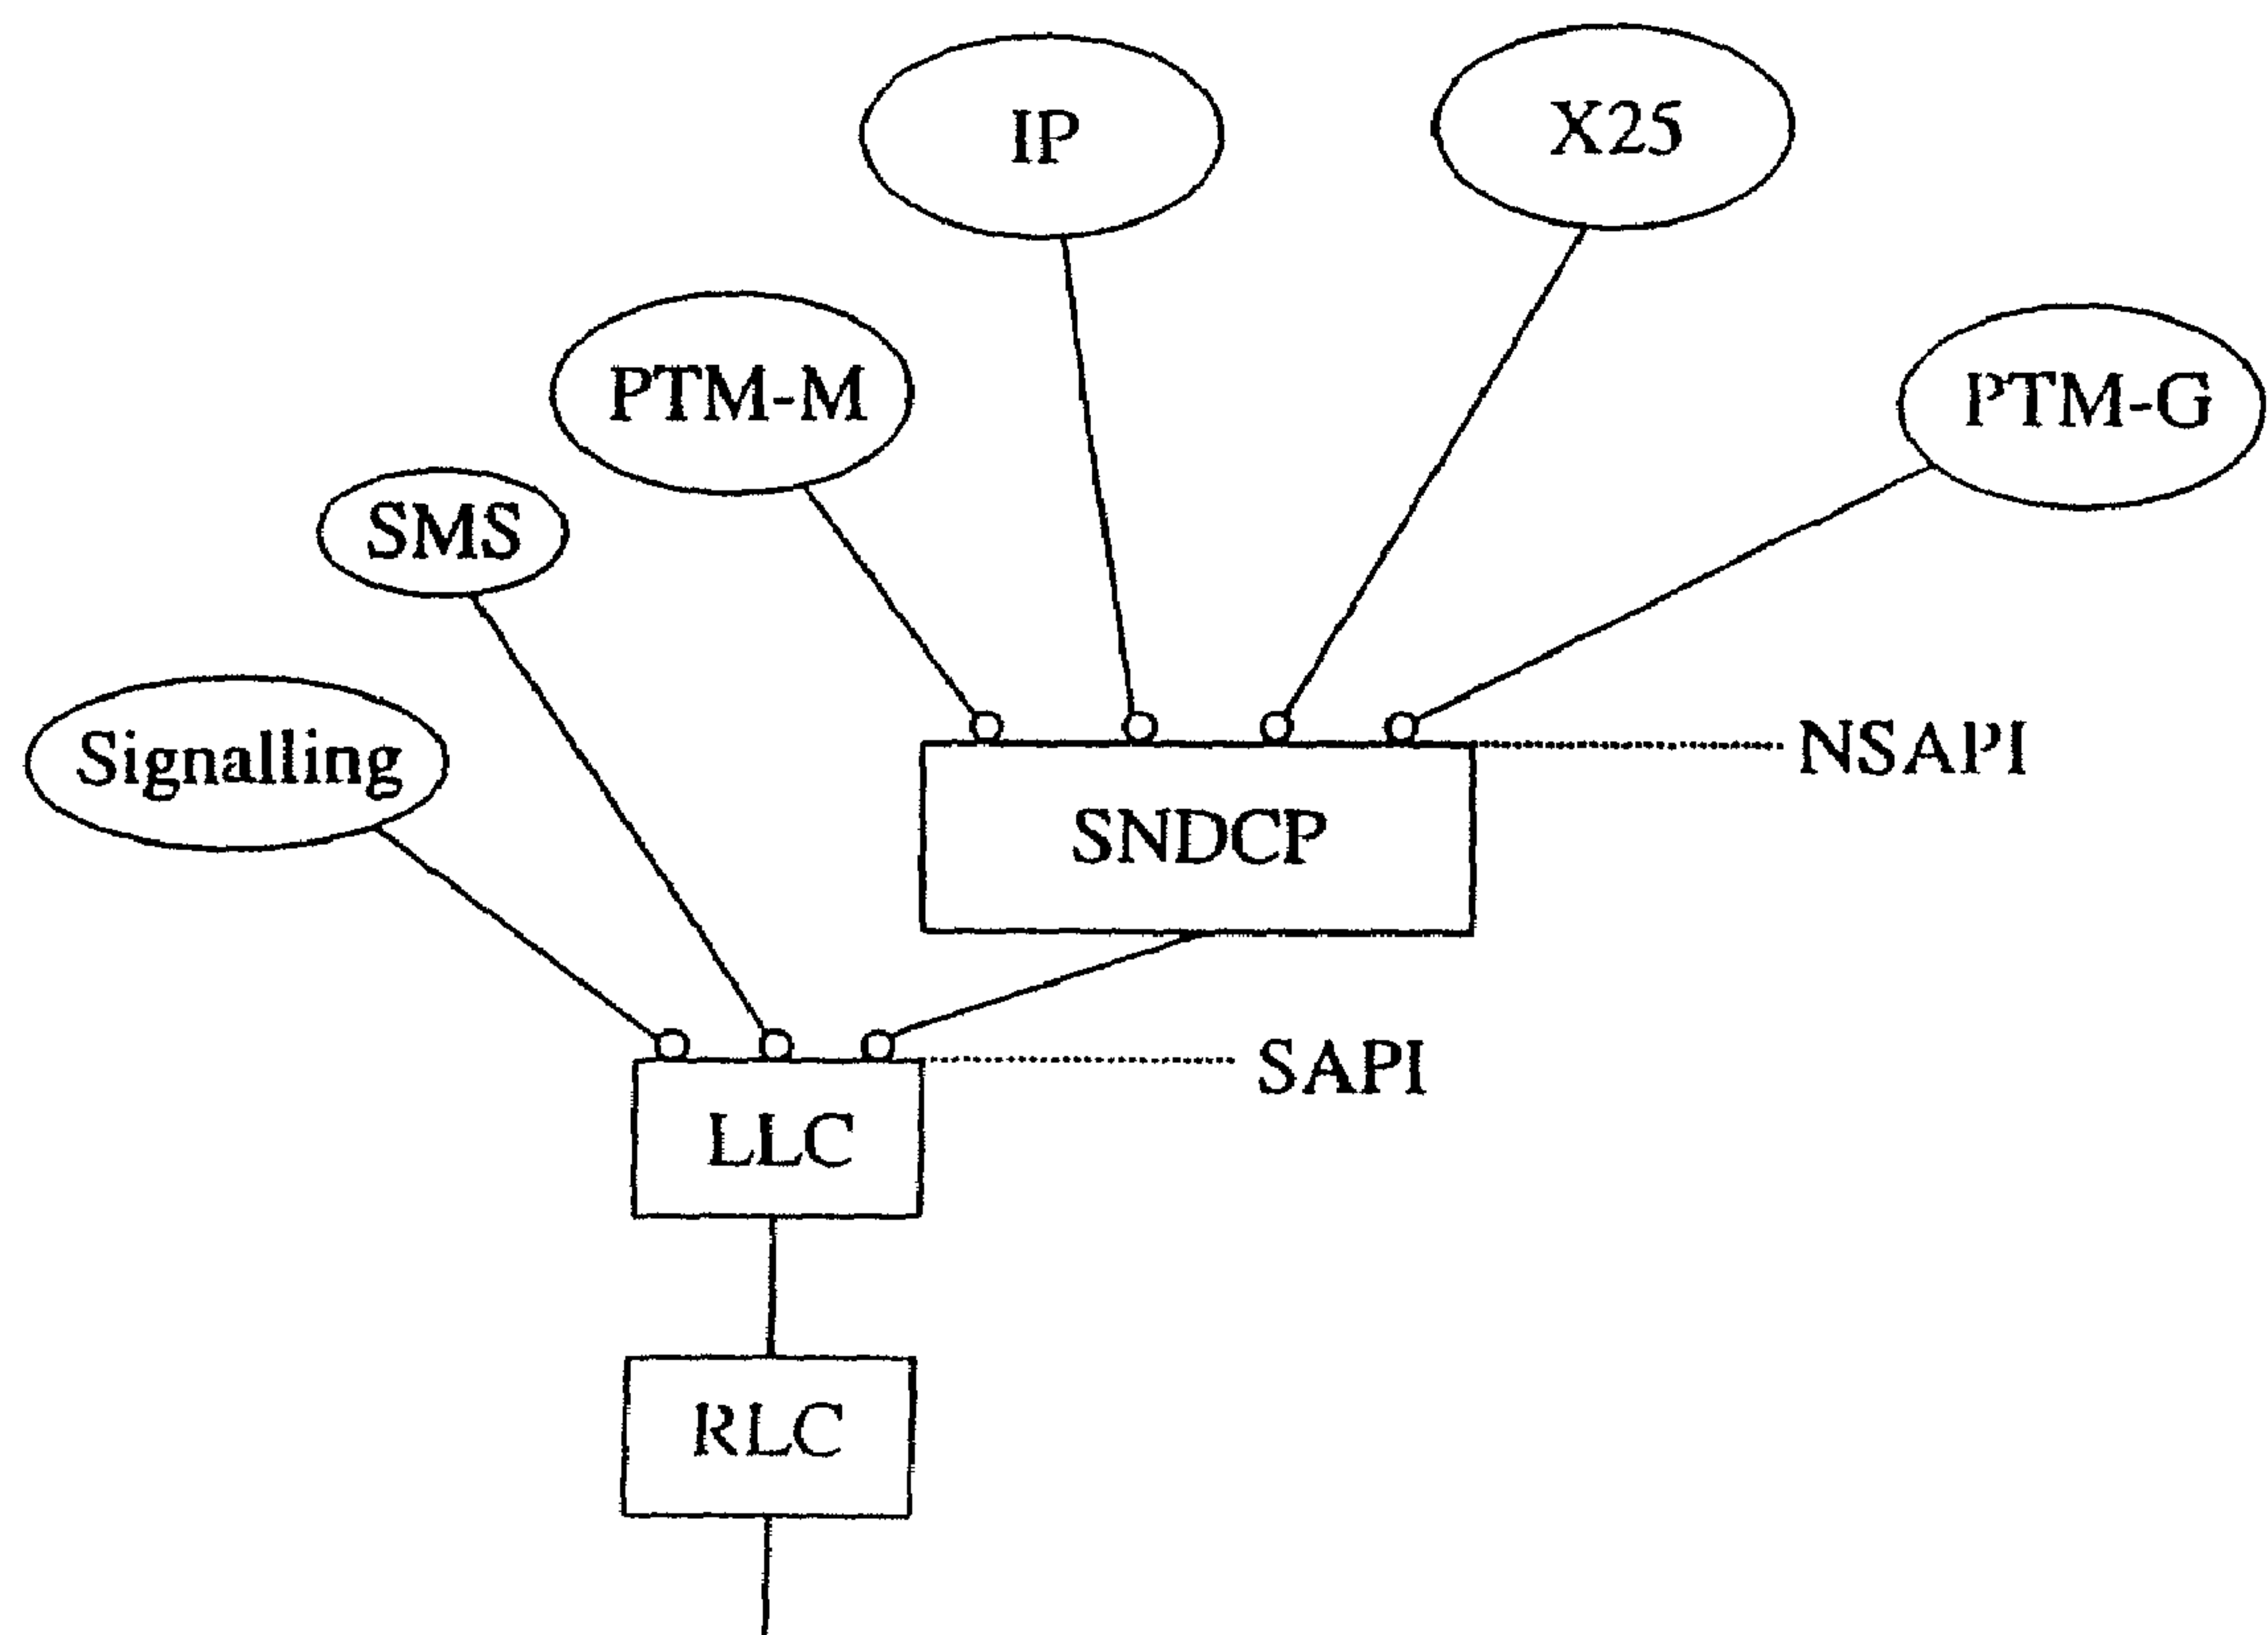 IP
X25
PTM-M
PTM-G
SMS
Signalling
NSAPI
SNDCP
SAPI
LLC
RLC